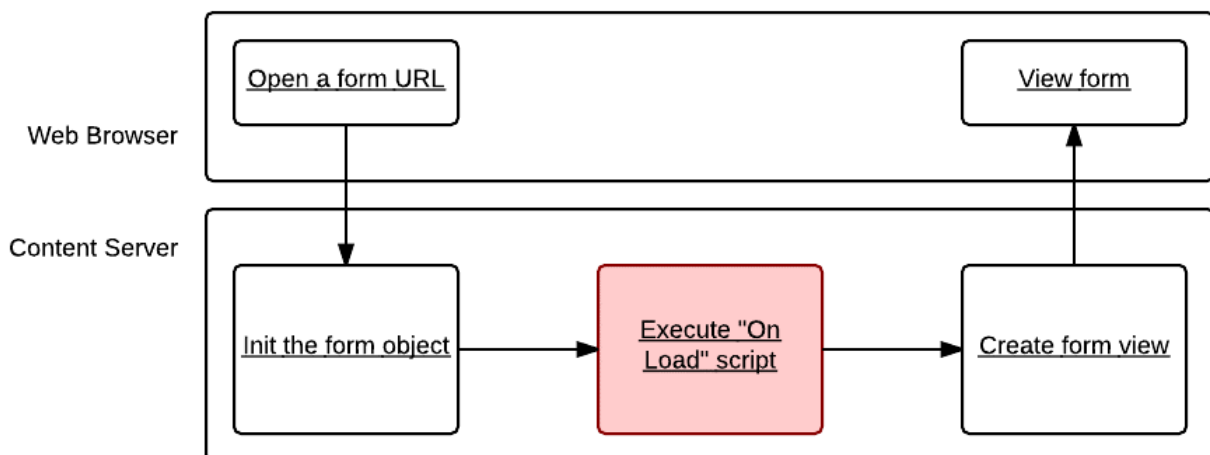 Open a form URL
View form
Web Browser
Content Server
Init the form object
Execute "On
Load" script
Create form view